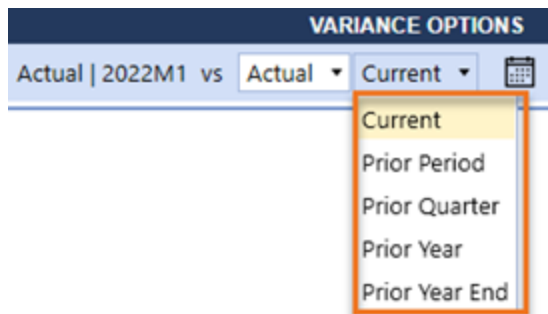 VARIANCE OPTIONS
Actual | 2022M1 vs Actual Current
Current
Prior Period
Prior Quarter
Prior Year
Prior Year End